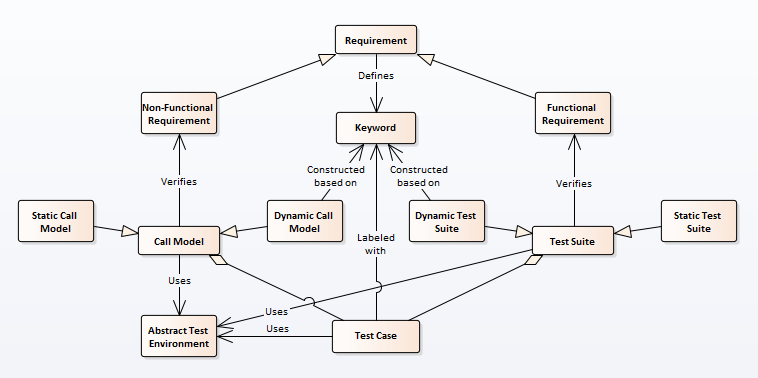 Requirement
Defines
Non-Functional
Requirement
Functional
Requirement
Keyword
Constructed
based on
Constructed
based on
Verifies
Verifies
Static Call
Model
Dynamic Call
Model
Dynamic Test
Suite
Static Test
Suite
Call Model
Labeled
with
Test Suite
Uses
Uses
Uses
Abstract Test
Environment
Test Case